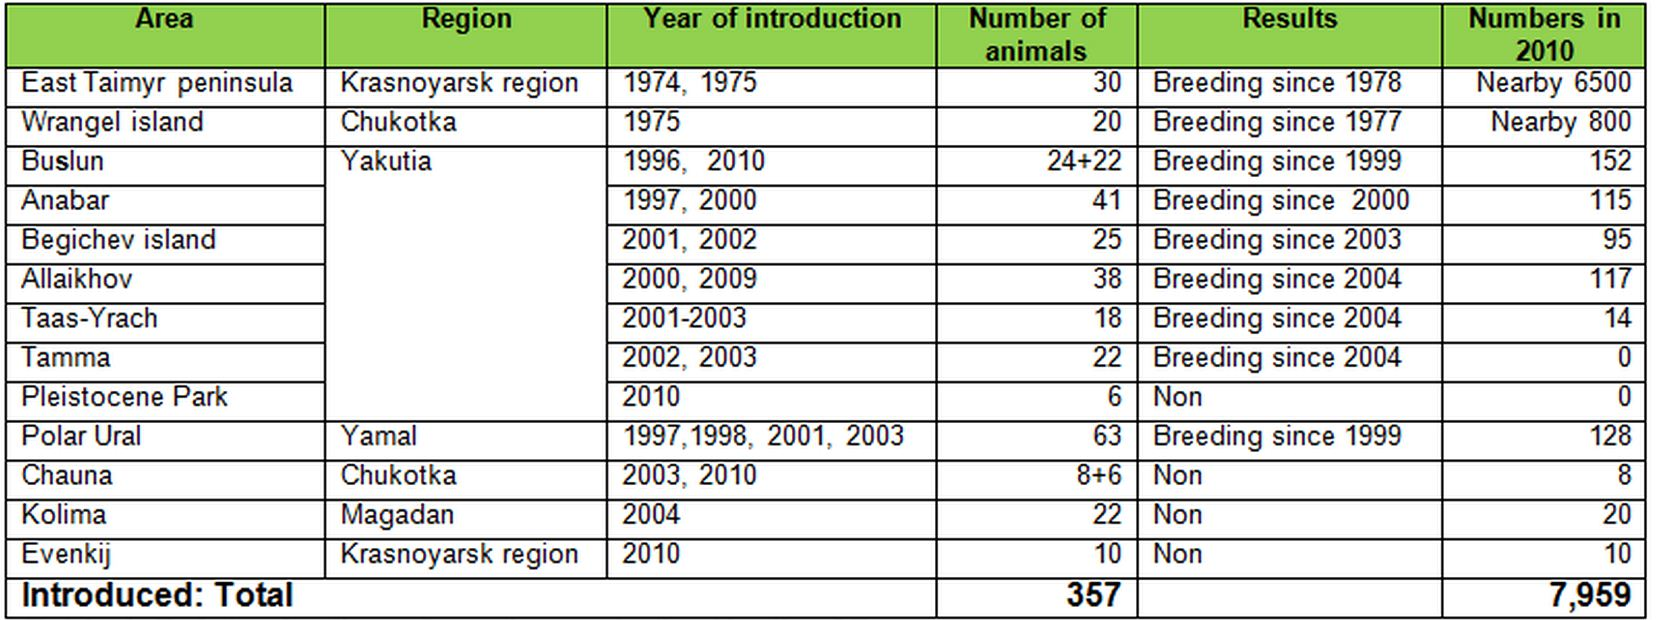 Area Region Year of introduction Number of animals Results Numbers in 2010
East Taimyr peninsula Krasnoyarsk region 1974, 1975 30 Breeding since 1978 Nearby 6500
Wrangel island Chukotka 1975 20 Breeding since 1977 Nearby 800
Buslun Yakutia 1996, 2010 24+22 Breeding since 1999 152
Anabar 1997, 2000 41 Breeding since 2000 115
Begichev island 2001, 2002 25 Breeding since 2003 95
Allaikhov 2000, 2009 38 Breeding since 2004 117
Taas-Yrach 2001-2003 18 Breeding since 2004 14
Tamma 2002, 2003 22 Breeding since 2004 0
Pleistocene Park 2010 6 Non 0
Polar Ural Yamal 1997,1998, 2001, 2003 63 Breeding since 1999 128
Chauna Chukotka 2003, 2010 8+6 Non 8
Kolima Magadan 2004 22 Non 20
Evenkij Krasnoyarsk region 2010 10 Non 10
Introduced: Total 357 7,959